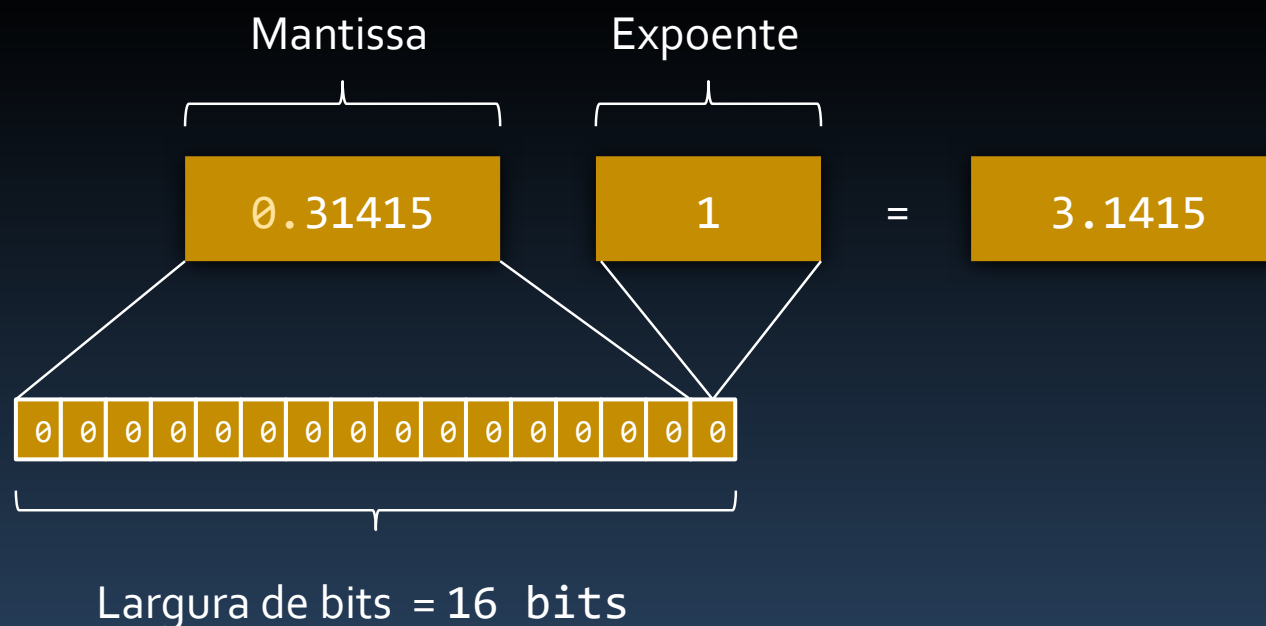 Mantissa Expoente
0.31415 1 = 3.1415
0 0 0 0 0 0 0 0 0 0 0 0 0 0 0 0
Largura de bits = 16 bits